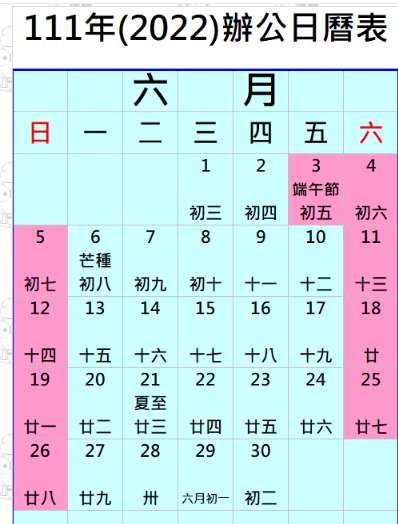 111年(2022)辦公日曆表
六 月
日 一 二 三 四 五 六
1 2 3 4
端午節
初三 初四 初五 初六
5 6 7 8 9 10 11
芒種
初七 初八 初九 初十 十一 十二 十三
12 13 14 15 16 17 18
十四 十五 十六 十七 十八 十九 廿
19 20 21 22 23 24 25
夏至
廿一 廿二 廿三 廿四 廿五 廿六 廿七
26 27 28 29 30
廿八 廿九 卅 六月初一 初二